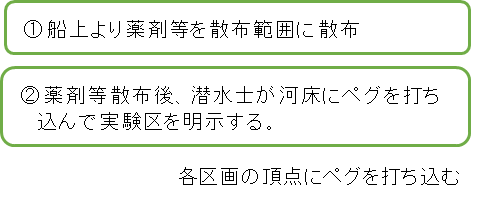 ①船上より薬剤等を散布範囲に散布
②薬剤等散布後、潜水士が河床にペグを打ち
込んで実験区を明示する。
各区画の頂点にペグを打ち込む